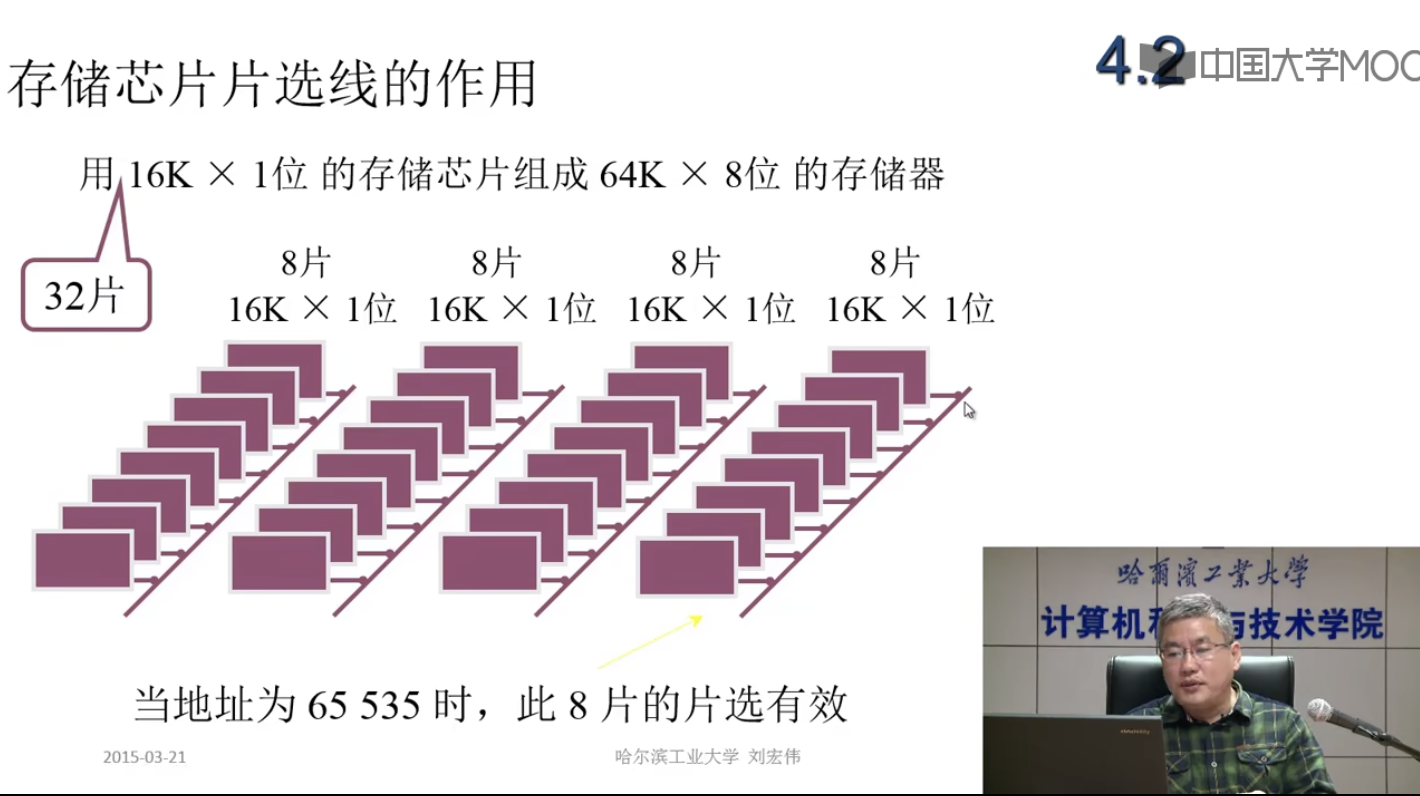 4.2
中国大学MOO
存储芯片片选线的作用
用 16K × 1位 的存储芯片组成 64K × 8位 的存储器
32片
8片 8片 8片 8片
16K × 1位 16K × 1位 16K × 1位 16K × 1位
当地址为 65 535 时，此 8 片的片选有效
2015-03-21 哈尔滨工业大学 刘宏伟
哈爾濱工業大學
计算机科 与技术学院